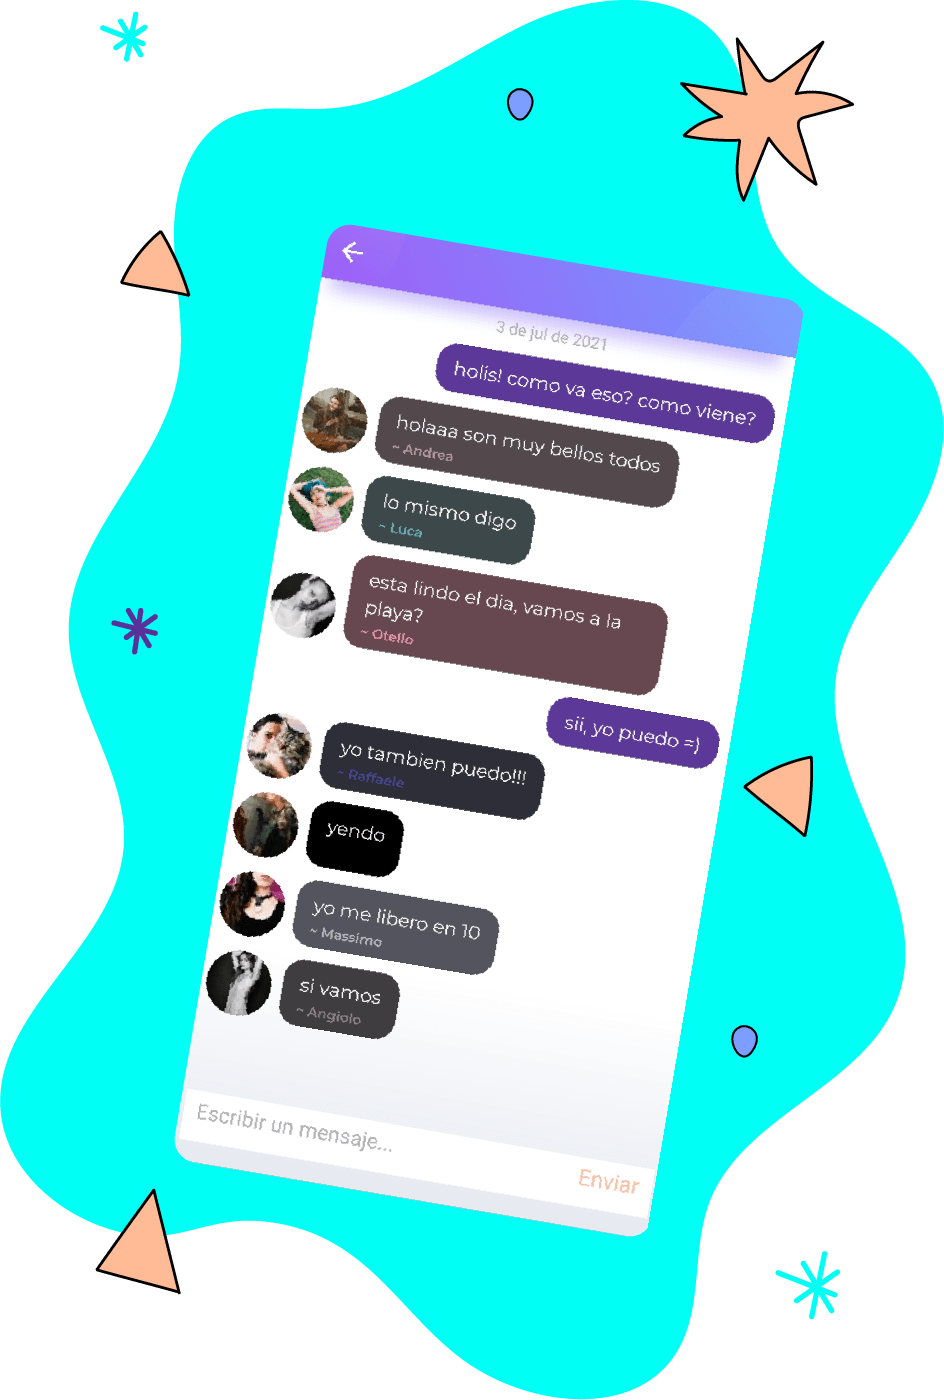 3 de jul de 2021
holis! como va eso? como viene?
holaaa son muy bellos todos
~ Andrea
lo mismo digo
~ Luca
esta lindo el dia, vamos a la
playa?
~ Otello
sii, yo puedo =)
yo tambien puedo!!!
~ Raffaele
yendo
yo me libero en 10
~ Massimo
si vamos
~ Angiolo
Escribir un mensaje...
Enviar